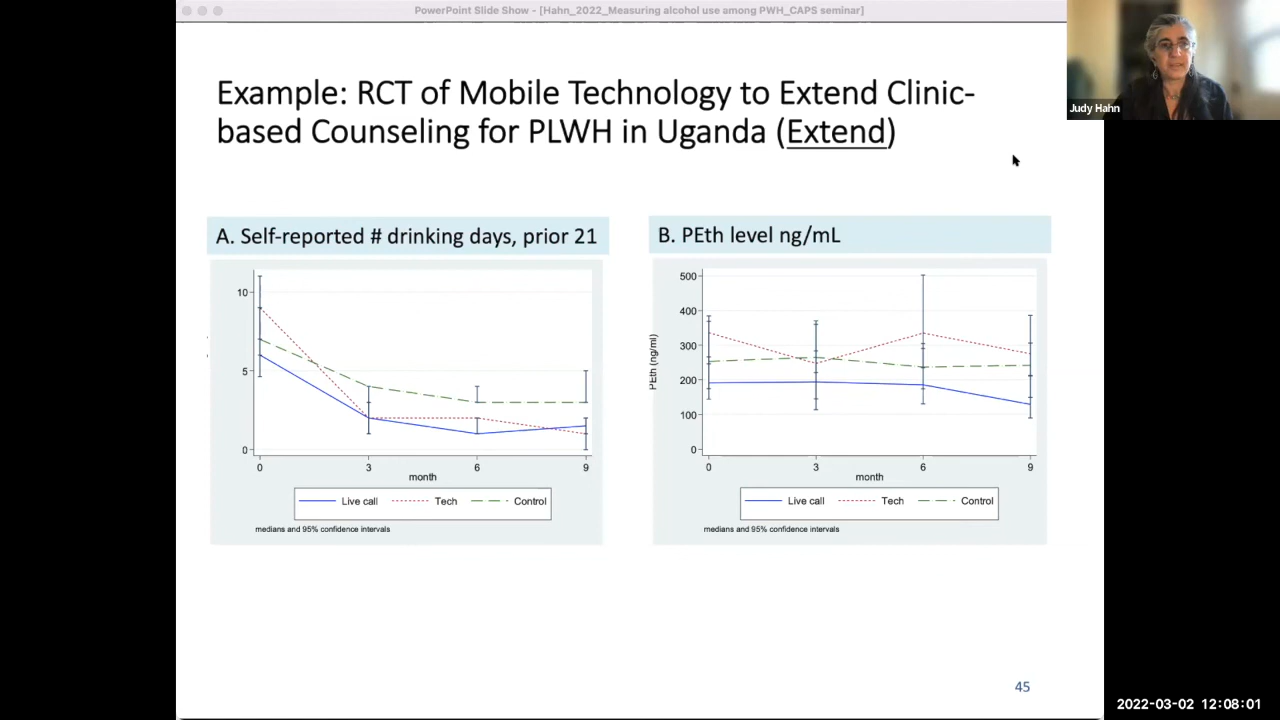 PowerPoint Slide Show - [Hahn_2022_Measuring alcohol use among PWH_CAPS seminar]
Judy Hahn
Example: RCT of Mobile Technology to Extend Clinic-
based Counseling for PLWH in Uganda (Extend)
A. Self-reported # drinking days, prior 21
10
5
0
0 3 6 9
month
Live call Tech Control
medians and 95% confidence intervals
B. PEth level ng/mL
PEth (ng/ml)
500
400
300
200
100
0
0 3 6 9
month
Live call Tech Control
medians and 95% confidence intervals
45
2022-03-02 12:08:01